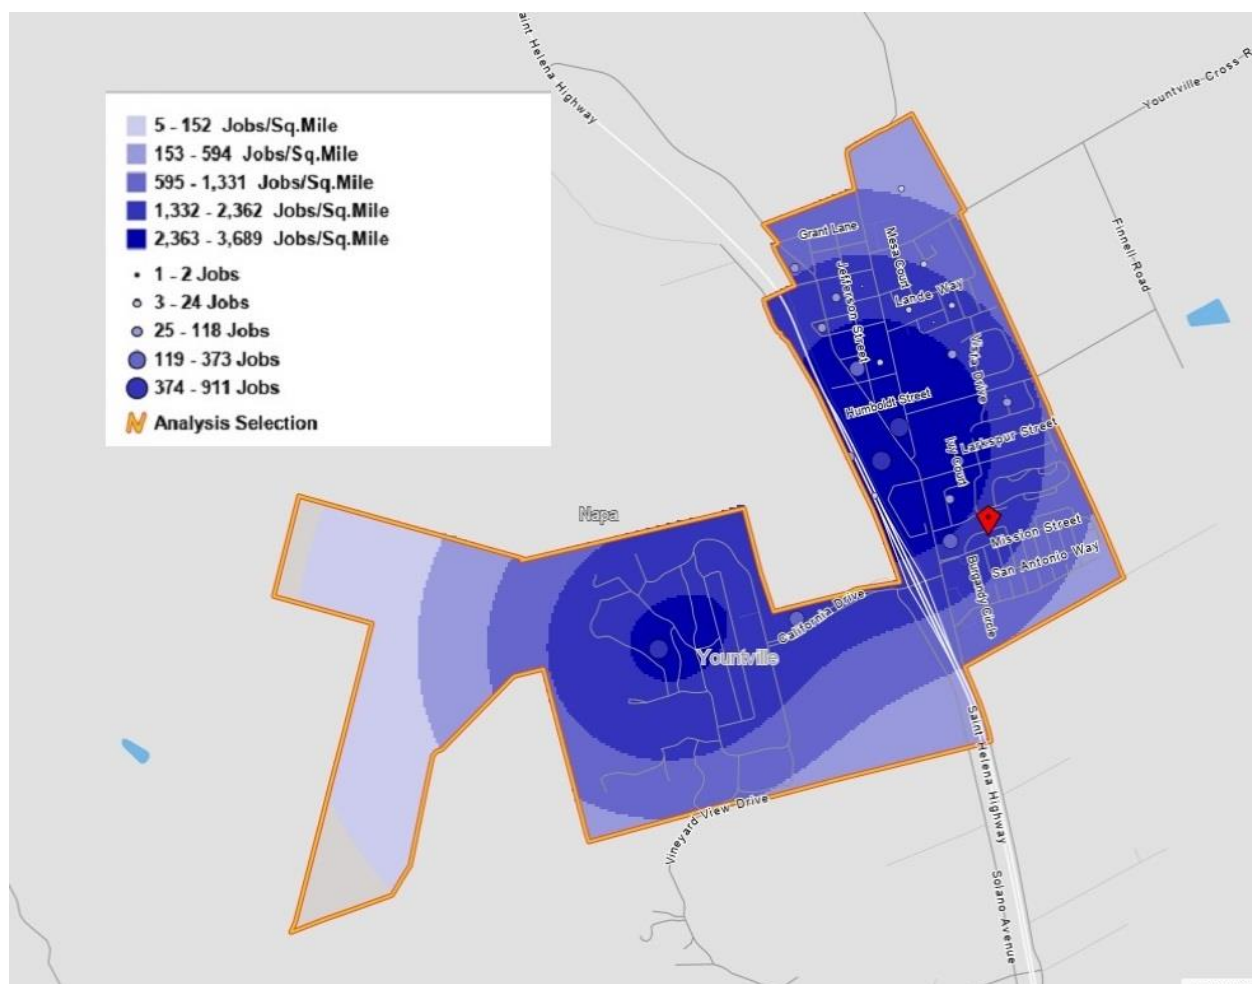 5 - 152 Jobs/Sq.Mile
153 - 594 Jobs/Sq.Mile
595 - 1,331 Jobs/Sq.Mile
1,332 - 2,362 Jobs/Sq.Mile
2,363 - 3,689 Jobs/Sq.Mile
1 - 2 Jobs
3 - 24 Jobs
25 - 118 Jobs
119 - 373 Jobs
374 - 911 Jobs
Analysis Selection
Helena Highway
Yountville Cross
Finnell Road
Grant Lane
Mesa Court
Jefferson Street
Lande Way
Vista Drive
Humboldt Street
Larkspur Street
Ivy Court
Napa
Mission Street
San Antonio Way
Burgandy Circle
California Drive
Yountville
Saint Helena Highway
Vineyard View Drive
Solano Avenue